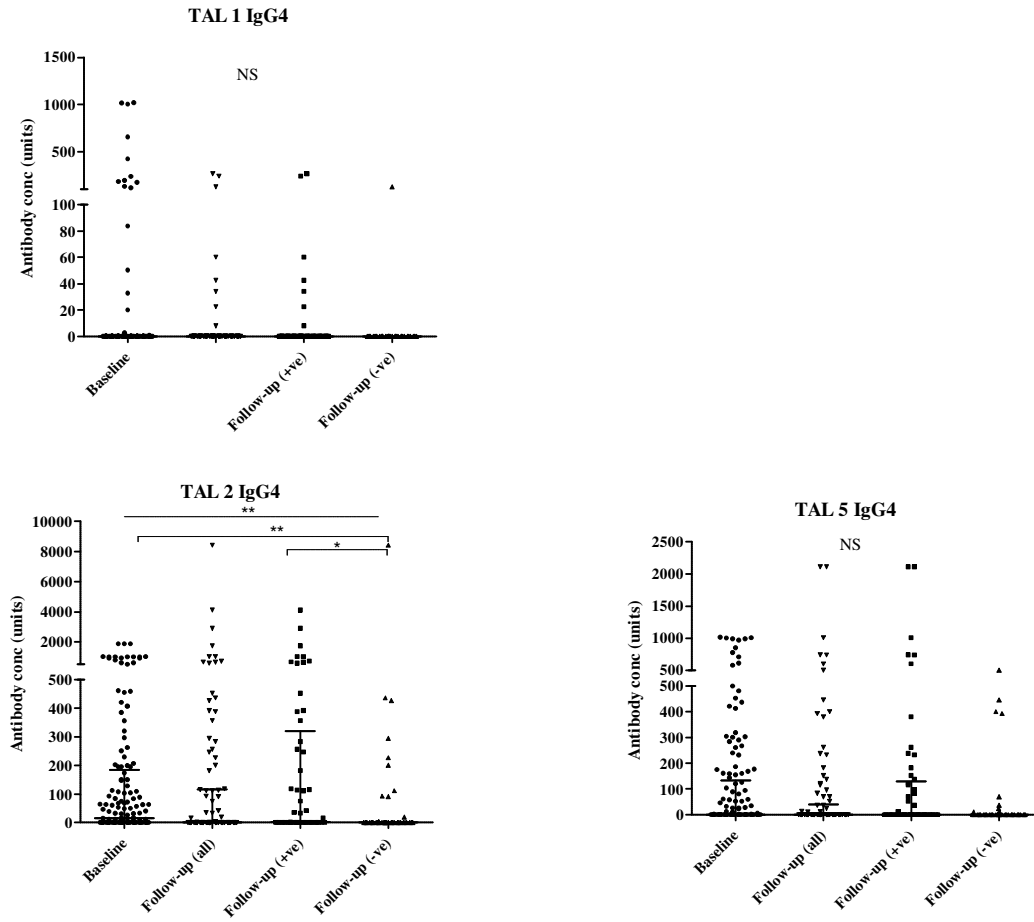 TAL 1 IgG4
NS
Antibody conc (units)
1500
1000
500
100
80
60
40
20
0
Baseline
Follow-up (+ve)
Follow-up (-ve)
TAL 2 IgG4
**
**
*
Antibody conc (units)
10000
8000
6000
4000
2000
500
400
300
200
100
0
Baseline
Follow-up (all)
Follow-up (+ve)
Follow-up (-ve)
TAL 5 IgG4
NS
Antibody conc (units)
2500
2000
1500
1000
500
500
400
300
200
100
0
Baseline
Follow-up (all)
Follow-up (+ve)
Follow-up (-ve)